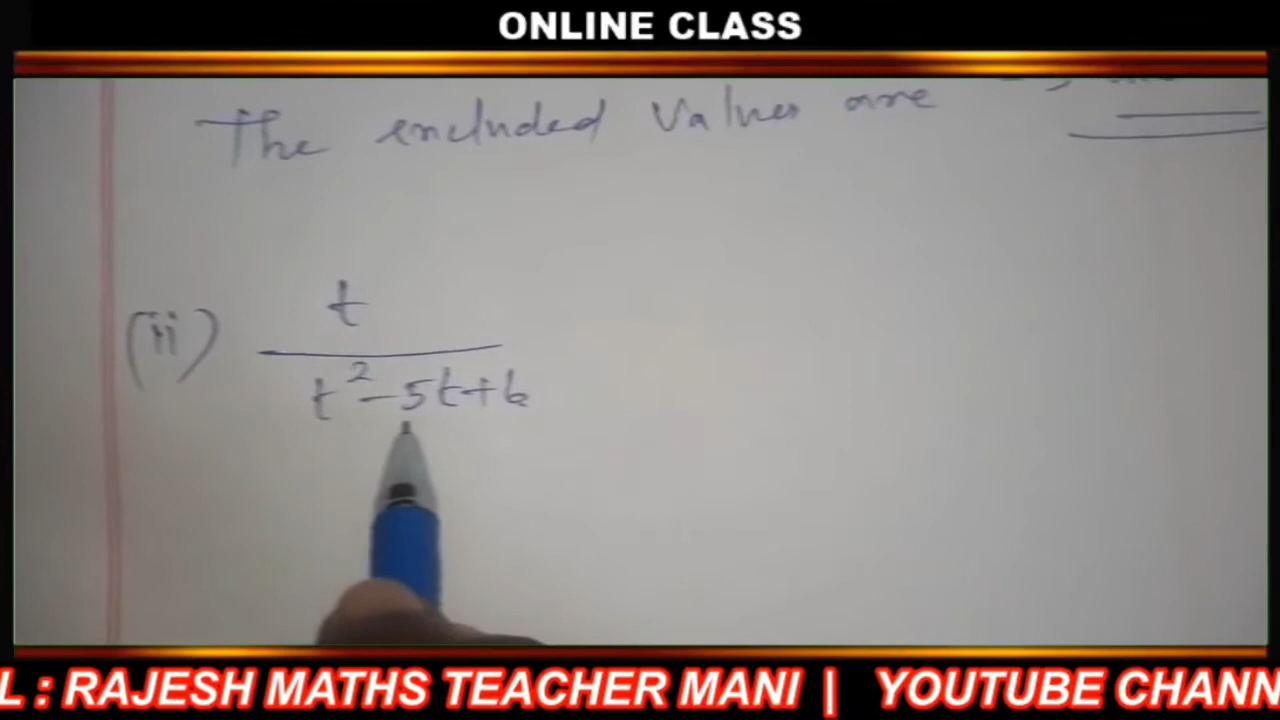 ONLINE CLASS
The excluded values are
(ii) t
t²-5t+6
L : RAJESH MATHS TEACHER MANI | YOUTUBE CHANN